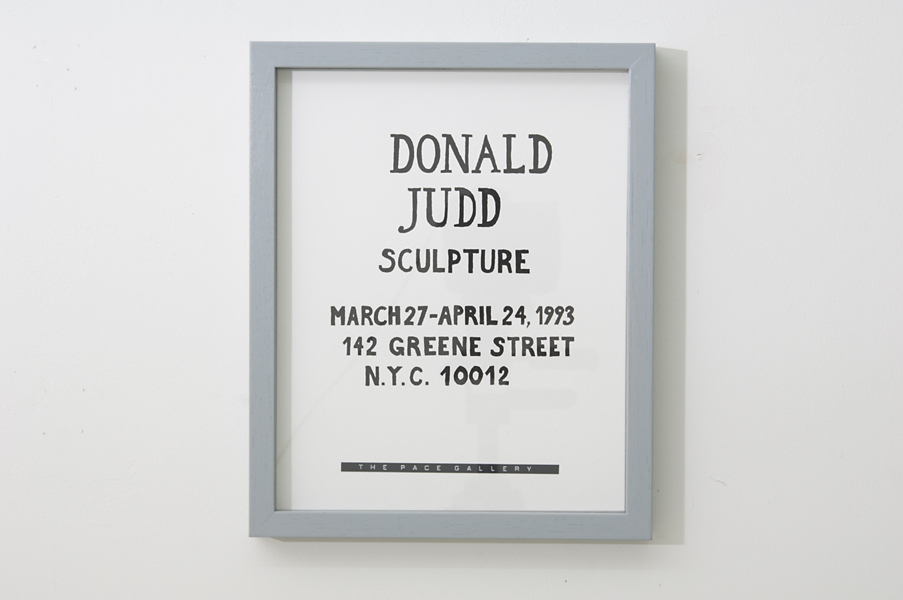 DONALD
JUDD
SCULPTURE
MARCH 27-APRIL 24, 1993
142 GREENE STREET
N.Y.C. 10012
THE PACE GALLERY